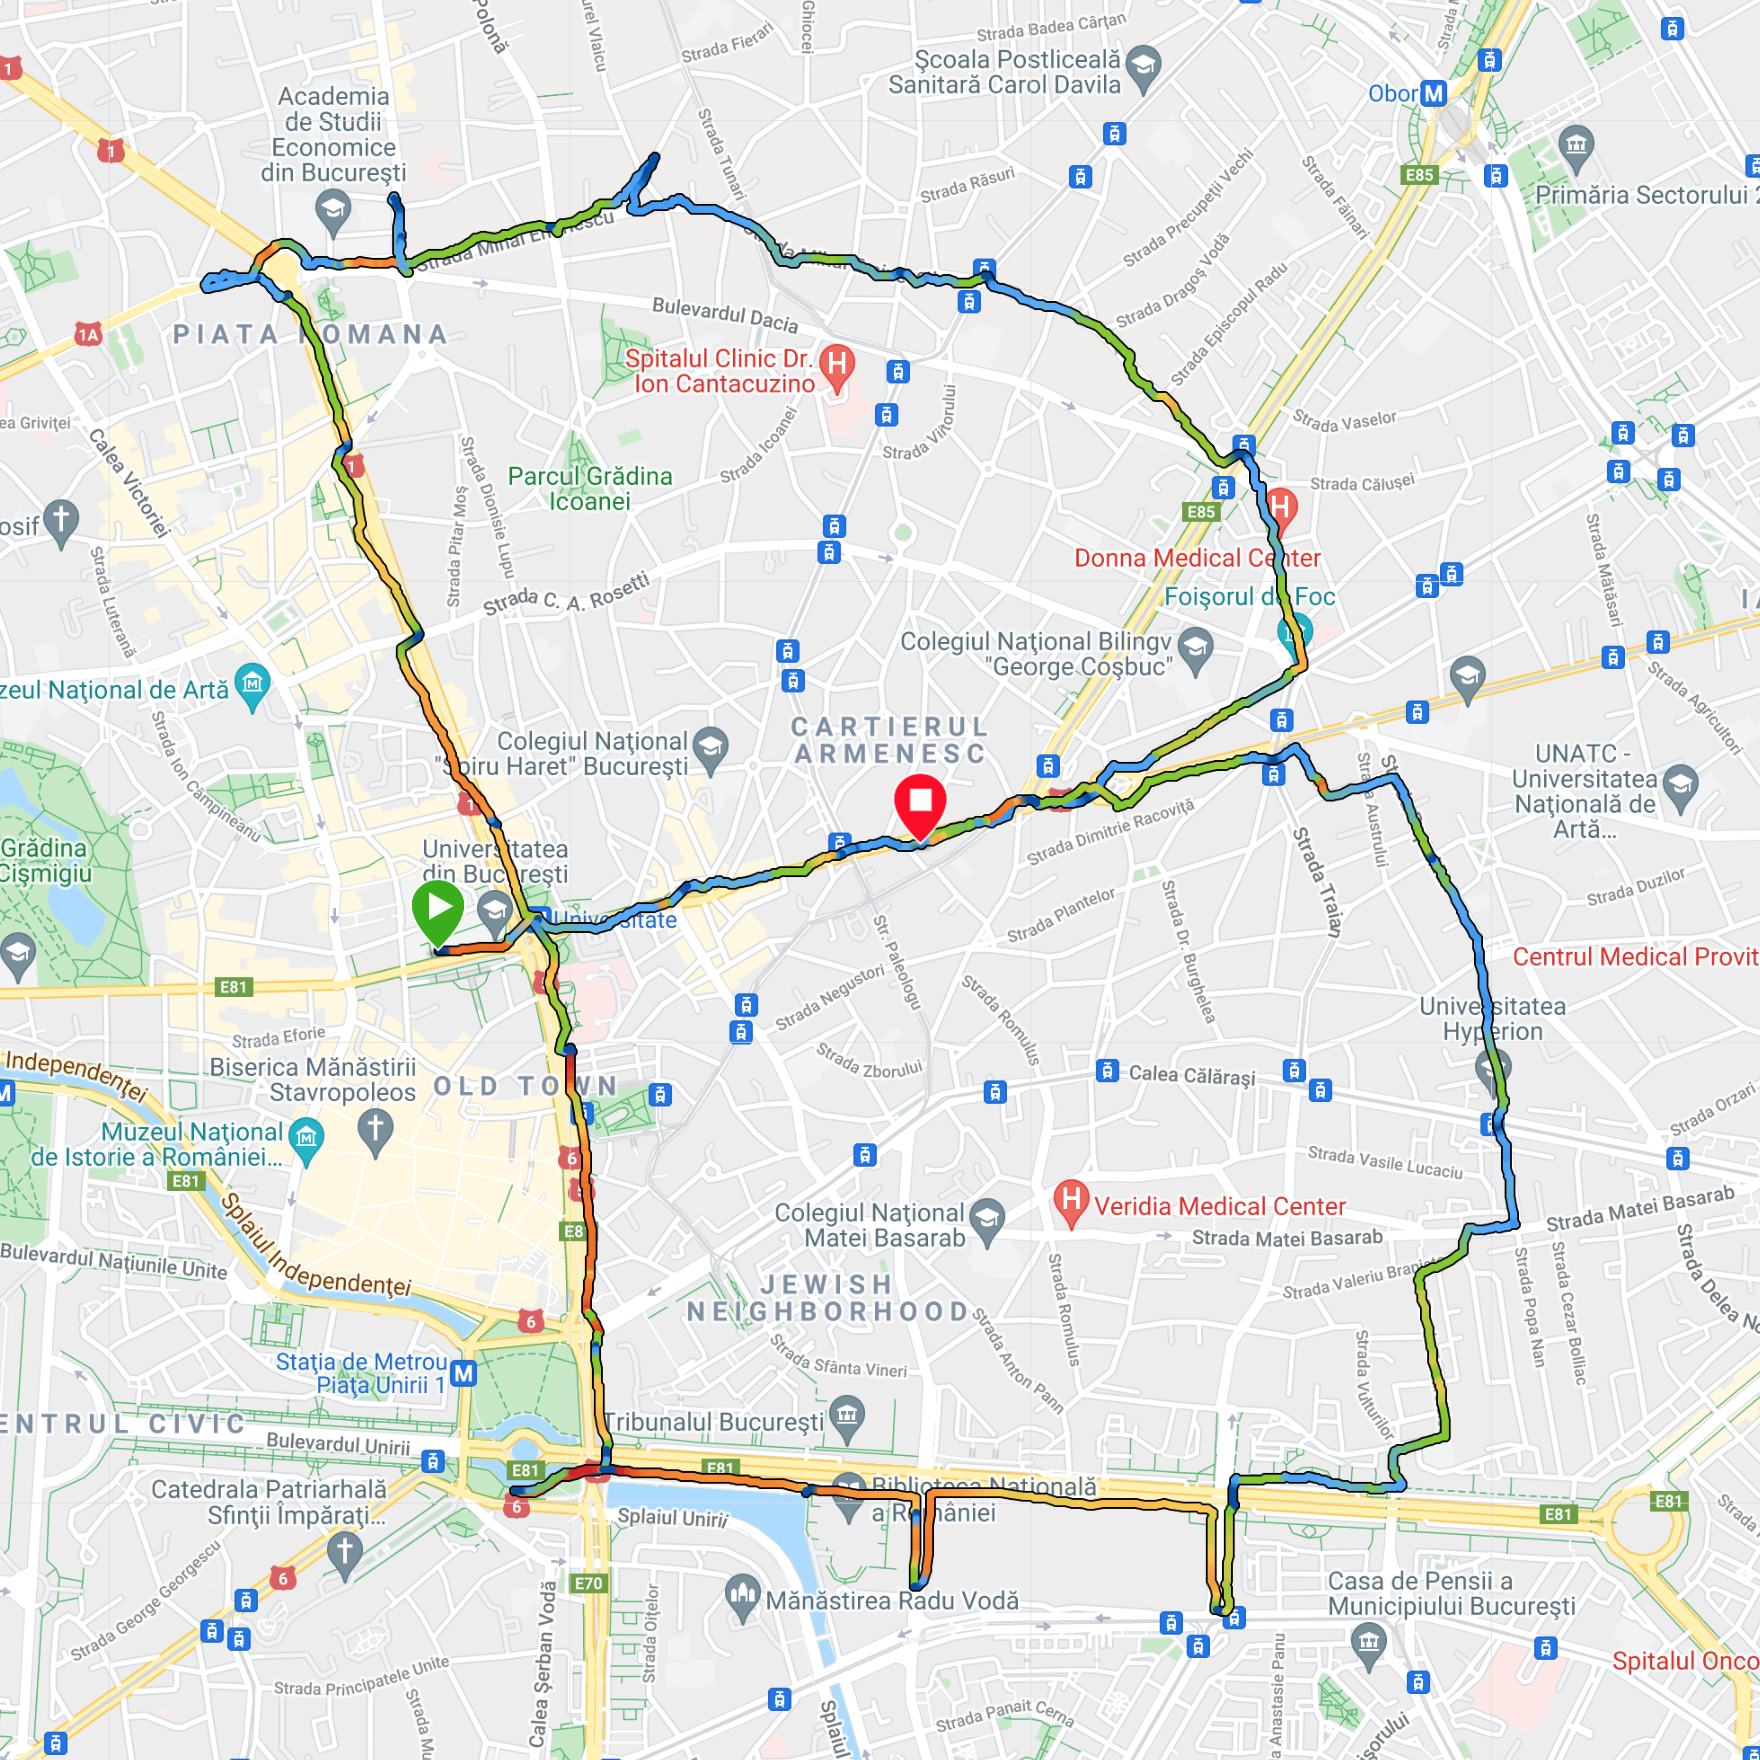 Polonă
Aurel Vlaicu
Ghiocei
Strada Fierari
Strada Badea Cârțan
Şcoala Postliceală
Sanitară Carol Davila
Obor M
1
1
Academia
de Studii
Economice
din București
Strada Tunari
Strada Răsuri
Strada Precupeții Vechi
Strada Făinari
E85
Primăria Sectorului 2
Strada Mihai Eminescu
Strada Dragoș Vodă
Strada Episcopul Radu
1A
PIATA ROMANA
Bulevardul Dacia
Spitalul Clinic Dr.
Ion Cantacuzino
H
ea Griviței
Calea Victoriei
Strada Icoanei
Strada Viitorului
Strada Vaselor
1
Strada Dionisie Lupu
Strada Pitar Moș
Parcul Grădina
Icoanei
Strada Călușei
E85
H
osif
Donna Medical Center
Strada Luterană
Strada C. A. Rosetti
Foișorul de Foc
Strada Mătăsari
Colegiul Național Bilingv
"George Coșbuc"
zeul Național de Artă
Strada Ion Câmpineanu
Strada Agricultori
CARTIERUL
ARMENESC
Colegiul Național
"Spiru Haret" București
UNATC -
Universitatea
Națională de
Artă...
1
Strada Dimitrie Racoviță
Strada Austrului
Strada Traian
Grădina
Cișmigiu
Universitatea
din București
Universitate
Strada Duzilor
Strada Plantelor
Strada Dr. Burghelea
Str. Paleologu
Centrul Medical Provit
E81
Strada Negustori
Strada Romulus
Universitatea
Hyperion
Strada Eforie
Independenței
M
Biserica Mănăstirii
Stavropoleos
OLD TOWN
Strada Zborului
Calea Călărași
Strada Orzari
Muzeul Național
de Istorie a României...
E81
6
Strada Vasile Lucaciu
Splaiul Independenței
E81
Colegiul Național
Matei Basarab
H
Veridia Medical Center
Strada Matei Basarab
Strada Matei Basarab
Bulevardul Națiunile Unite
JEWISH
NEIGHBORHOOD
Strada Valeriu Braniște
Strada Romulus
Strada Popa Nan
Strada Cezar Bolliac
Strada Delea No
6
Strada Sfânta Vineri
Strada Anton Pann
Strada Vulturilor
Stația de Metrou
Piața Unirii 1
M
CENTRUL CIVIC
Tribunalul București
Bulevardul Unirii
E81
E81
Catedrala Patriarhală
Sfinții Împărați...
6
Biblioteca Națională
a României
E81
E81
Splaiul Unirii
Strada George Georgescu
6
E70
Calea Șerban Vodă
Strada Oițelor
Mănăstirea Radu Vodă
Casa de Pensii a
Municipiului București
Strada Principatele Unite
Strada Anastasie Panu
Spitalul Onco
Splaiul
Strada Panait Cerna